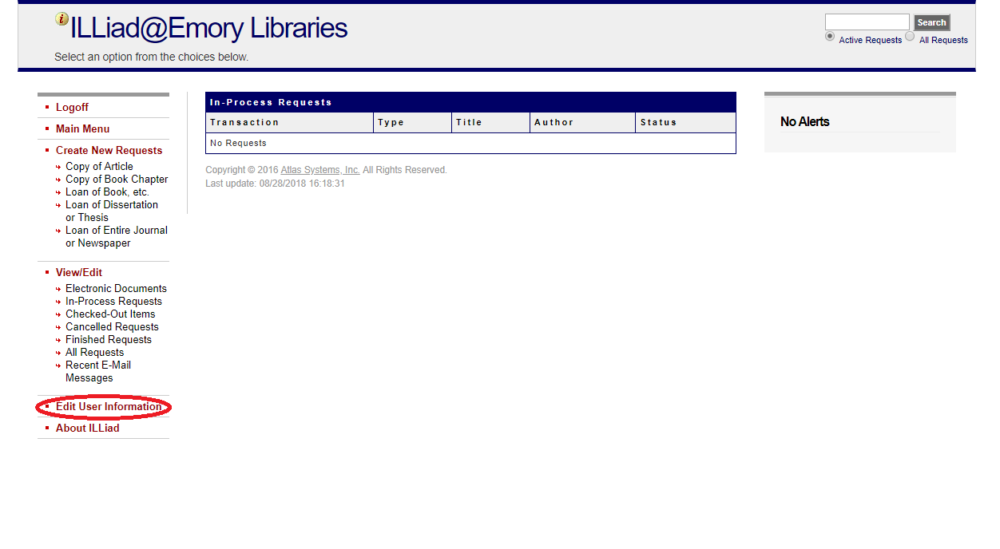 ILLiad@Emory Libraries
Select an option from the choices below.
Search
Active Requests All Requests
Logoff
Main Menu
Create New Requests
Copy of Article
Copy of Book Chapter
Loan of Book, etc.
Loan of Dissertation
or Thesis
Loan of Entire Journal
or Newspaper
View/Edit
Electronic Documents
In-Process Requests
Checked-Out Items
Cancelled Requests
Finished Requests
All Requests
Recent E-Mail
Messages
Edit User Information
About ILLiad
In-Process Requests
Transaction Type Title Author Status
No Requests
Copyright © 2016 Atlas Systems, Inc. All Rights Reserved.
Last update: 08/28/2018 16:18:31
No Alerts